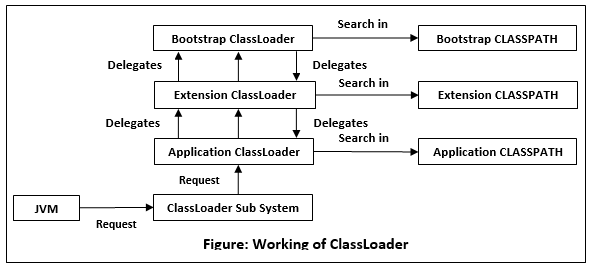 Search in
Bootstrap ClassLoader
Bootstrap CLASSPATH
Delegates
Delegates
Search in
Extension ClassLoader
Extension CLASSPATH
Delegates
Delegates
Search in
Application ClassLoader
Application CLASSPATH
Request
JVM
ClassLoader Sub System
Request
Figure: Working of ClassLoader